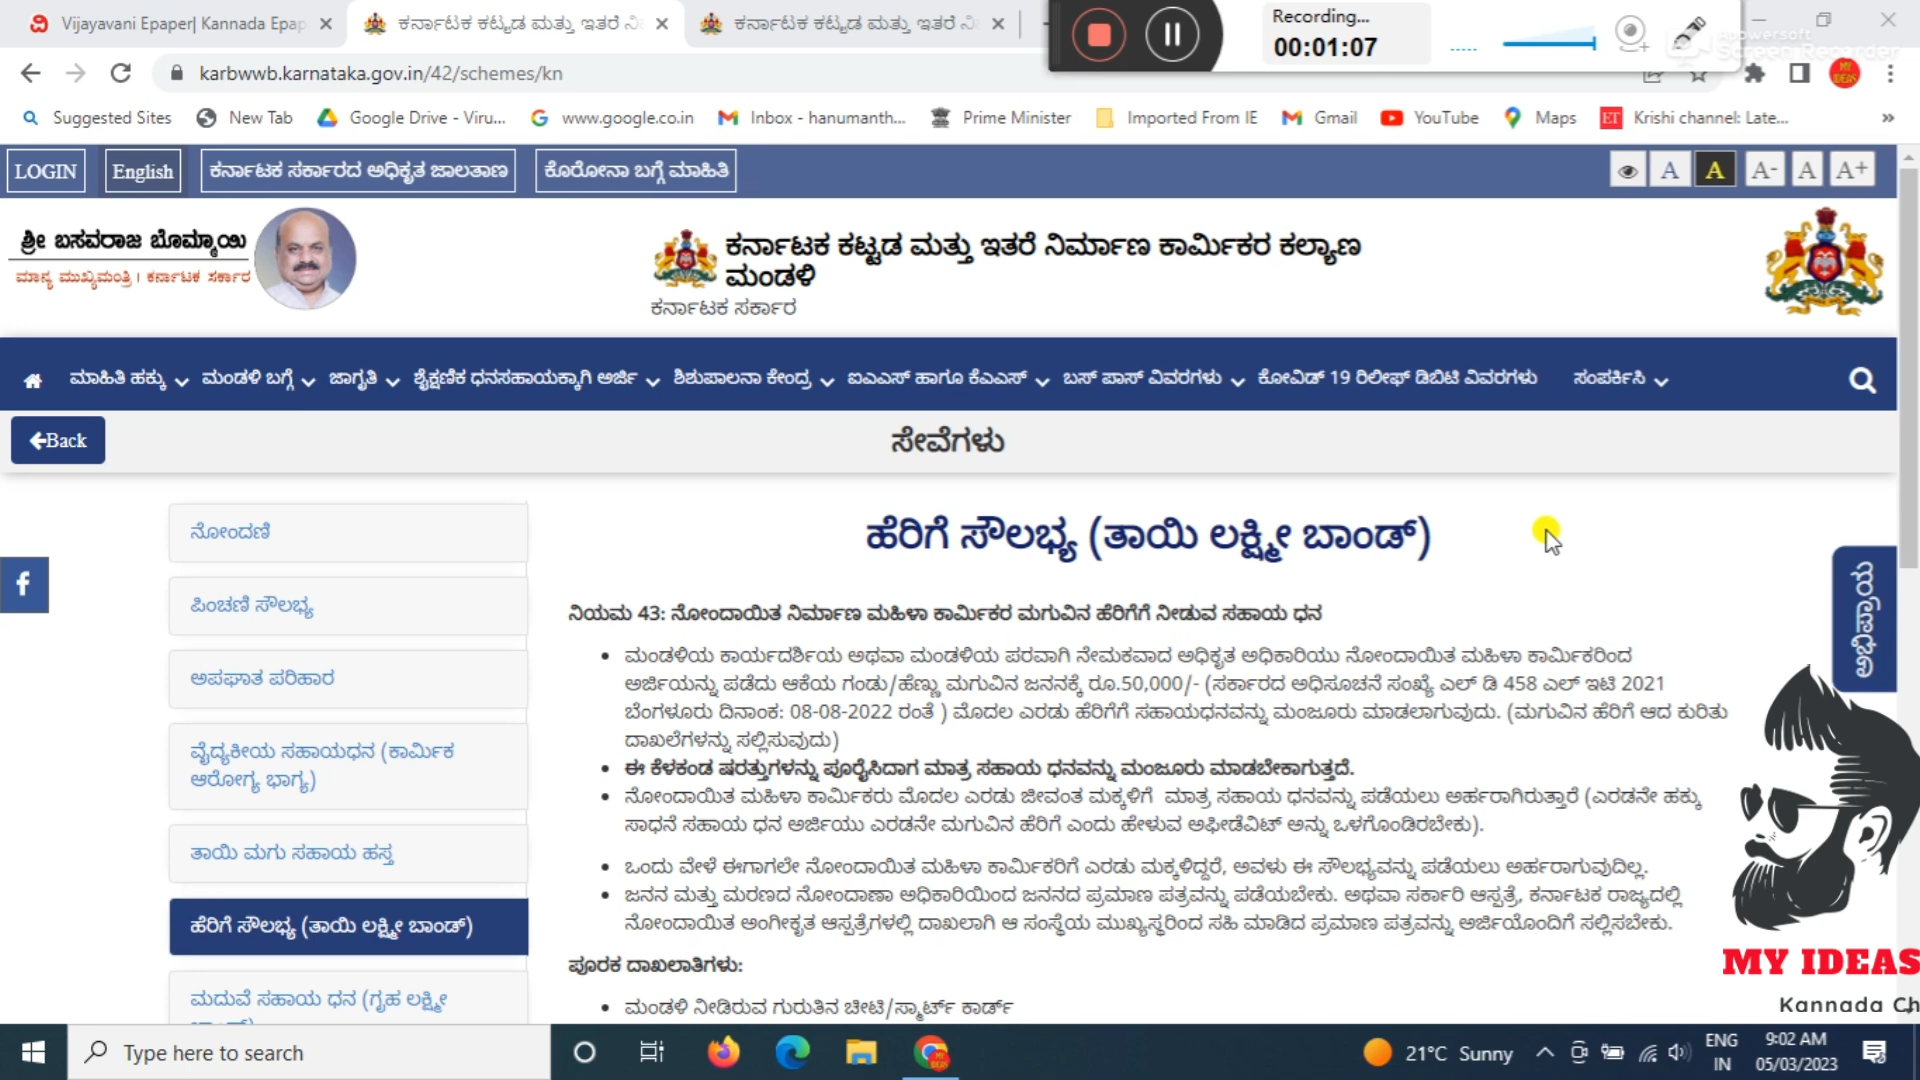 Vijayavani Epaper| Kannada Epap
ಕರ್ನಾಟಕ ಕಟ್ಟಡ ಮತ್ತು ಇತರೆ ನಿ
ಕರ್ನಾಟಕ ಕಟ್ಟಡ ಮತ್ತು ಇತರೆ ನಿ
Recording...
00:01:07
Apowersoft
Screen Recorder
karbwwb.karnataka.gov.in/42/schemes/kn
Suggested Sites
New Tab
Google Drive - Viru...
www.google.co.in
Inbox - hanumanth...
Prime Minister
Imported From IE
Gmail
YouTube
Maps
ET
Krishi channel: Late...
»
LOGIN
English
ಕರ್ನಾಟಕ ಸರ್ಕಾರದ ಅಧಿಕೃತ ಜಾಲತಾಣ
ಕೊರೋನಾ ಬಗ್ಗೆ ಮಾಹಿತಿ
A
A
A-
A
A+
ಶ್ರೀ ಬಸವರಾಜ ಬೊಮ್ಮಾಯಿ
ಮಾನ್ಯ ಮುಖ್ಯಮಂತ್ರಿ । ಕರ್ನಾಟಕ ಸರ್ಕಾರ
ಕರ್ನಾಟಕ ಕಟ್ಟಡ ಮತ್ತು ಇತರೆ ನಿರ್ಮಾಣ ಕಾರ್ಮಿಕರ ಕಲ್ಯಾಣ
ಮಂಡಳಿ
ಕರ್ನಾಟಕ ಸರ್ಕಾರ
ಮಾಹಿತಿ ಹಕ್ಕು
ಮಂಡಳಿ ಬಗ್ಗೆ
ಜಾಗೃತಿ
ಶೈಕ್ಷಣಿಕ ಧನಸಹಾಯಕ್ಕಾಗಿ ಅರ್ಜಿ
ಶಿಶುಪಾಲನಾ ಕೇಂದ್ರ
ಐಎಎಸ್ ಹಾಗೂ ಕೆಎಎಸ್
ಬಸ್ ಪಾಸ್ ವಿವರಗಳು
ಕೋವಿಡ್ 19 ರಿಲೀಫ್ ಡಿಬಿಟಿ ವಿವರಗಳು
ಸಂಪರ್ಕಿಸಿ
Back
ಸೇವೆಗಳು
ನೋಂದಣಿ
ಪಿಂಚಣಿ ಸೌಲಭ್ಯ
ಅಪಘಾತ ಪರಿಹಾರ
ವೈದ್ಯಕೀಯ ಸಹಾಯಧನ (ಕಾರ್ಮಿಕ
ಆರೋಗ್ಯ ಭಾಗ್ಯ)
ತಾಯಿ ಮಗು ಸಹಾಯ ಹಸ್ತ
ಹೆರಿಗೆ ಸೌಲಭ್ಯ (ತಾಯಿ ಲಕ್ಷ್ಮೀ ಬಾಂಡ್)
ಮದುವೆ ಸಹಾಯ ಧನ (ಗೃಹ ಲಕ್ಷ್ಮೀ
ಹೆರಿಗೆ ಸೌಲಭ್ಯ (ತಾಯಿ ಲಕ್ಷ್ಮೀ ಬಾಂಡ್)
ನಿಯಮ 43: ನೋಂದಾಯಿತ ನಿರ್ಮಾಣ ಮಹಿಳಾ ಕಾರ್ಮಿಕರ ಮಗುವಿನ ಹೆರಿಗೆಗೆ ನೀಡುವ ಸಹಾಯ ಧನ
• ಮಂಡಳಿಯ ಕಾರ್ಯದರ್ಶಿಯ ಅಥವಾ ಮಂಡಳಿಯ ಪರವಾಗಿ ನೇಮಕವಾದ ಅಧಿಕೃತ ಅಧಿಕಾರಿಯು ನೋಂದಾಯಿತ ಮಹಿಳಾ ಕಾರ್ಮಿಕರಿಂದ
ಅರ್ಜಿಯನ್ನು ಪಡೆದು ಆಕೆಯ ಗಂಡು/ಹೆಣ್ಣು ಮಗುವಿನ ಜನನಕ್ಕೆ ರೂ.50,000/- (ಸರ್ಕಾರದ ಅಧಿಸೂಚನೆ ಸಂಖ್ಯೆ ಎಲ್ ಡಿ 458 ಎಲ್ ಇಟಿ 2021
ಬೆಂಗಳೂರು ದಿನಾಂಕ: 08-08-2022 ರಂತೆ ) ಮೊದಲ ಎರಡು ಹೆರಿಗೆಗೆ ಸಹಾಯಧನವನ್ನು ಮಂಜೂರು ಮಾಡಲಾಗುವುದು. (ಮಗುವಿನ ಹೆರಿಗೆ ಆದ ಕುರಿತು
ದಾಖಲೆಗಳನ್ನು ಸಲ್ಲಿಸುವುದು)
• ಈ ಕೆಳಕಂಡ ಷರತ್ತುಗಳನ್ನು ಪೂರೈಸಿದಾಗ ಮಾತ್ರ ಸಹಾಯ ಧನವನ್ನು ಮಂಜೂರು ಮಾಡಬೇಕಾಗುತ್ತದೆ.
• ನೋಂದಾಯಿತ ಮಹಿಳಾ ಕಾರ್ಮಿಕರು ಮೊದಲ ಎರಡು ಜೀವಂತ ಮಕ್ಕಳಿಗೆ ಮಾತ್ರ ಸಹಾಯ ಧನವನ್ನು ಪಡೆಯಲು ಅರ್ಹರಾಗಿರುತ್ತಾರೆ (ಎರಡನೇ ಹಕ್ಕು
ಸಾಧನೆ ಸಹಾಯ ಧನ ಅರ್ಜಿಯು ಎರಡನೇ ಮಗುವಿನ ಹೆರಿಗೆ ಎಂದು ಹೇಳುವ ಅಫೀಡೆವಿಟ್ ಅನ್ನು ಒಳಗೊಂಡಿರಬೇಕು).
• ಒಂದು ವೇಳೆ ಈಗಾಗಲೇ ನೋಂದಾಯಿತ ಮಹಿಳಾ ಕಾರ್ಮಿಕರಿಗೆ ಎರಡು ಮಕ್ಕಳಿದ್ದರೆ, ಅವಳು ಈ ಸೌಲಭ್ಯವನ್ನು ಪಡೆಯಲು ಅರ್ಹರಾಗುವುದಿಲ್ಲ.
• ಜನನ ಮತ್ತು ಮರಣದ ನೋಂದಾಣಾ ಅಧಿಕಾರಿಯಿಂದ ಜನನದ ಪ್ರಮಾಣ ಪತ್ರವನ್ನು ಪಡೆಯಬೇಕು. ಅಥವಾ ಸರ್ಕಾರಿ ಆಸ್ಪತ್ರೆ, ಕರ್ನಾಟಕ ರಾಜ್ಯದಲ್ಲಿ
ನೋಂದಾಯಿತ ಅಂಗೀಕೃತ ಆಸ್ಪತ್ರೆಗಳಲ್ಲಿ ದಾಖಲಾಗಿ ಆ ಸಂಸ್ಥೆಯ ಮುಖ್ಯಸ್ಥರಿಂದ ಸಹಿ ಮಾಡಿದ ಪ್ರಮಾಣ ಪತ್ರವನ್ನು ಅರ್ಜಿಯೊಂದಿಗೆ ಸಲ್ಲಿಸಬೇಕು.
ಪೂರಕ ದಾಖಲಾತಿಗಳು:
• ಮಂಡಳಿ ನೀಡಿರುವ ಗುರುತಿನ ಚೀಟಿ/ಸ್ಮಾರ್ಟ್ ಕಾರ್ಡ್
ಅಭಿಪ್ರಾಯ
MY IDEAS
Kannada Ch
Type here to search
21°C Sunny
ENG
IN
9:02 AM
05/03/2023